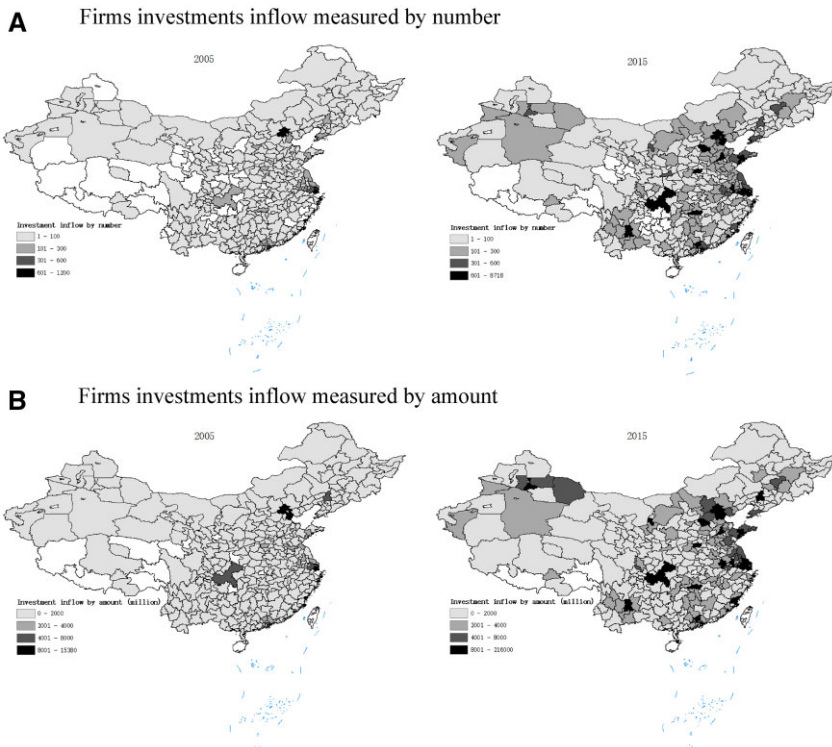 A
Firms investments inflow measured by number
2005
2015
Investment inflow by number
1 - 100
101 - 300
301 - 600
601 - 1200
Investment inflow by number
1 - 100
101 - 300
301 - 600
601 - 8718
B
Firms investments inflow measured by amount
2005
2015
Investment inflow by amount (million)
0 - 2000
2001 - 4000
4001 - 8000
8001 - 15380
Investment inflow by amount (million)
0 - 2000
2001 - 4000
4001 - 8000
8001 - 216000